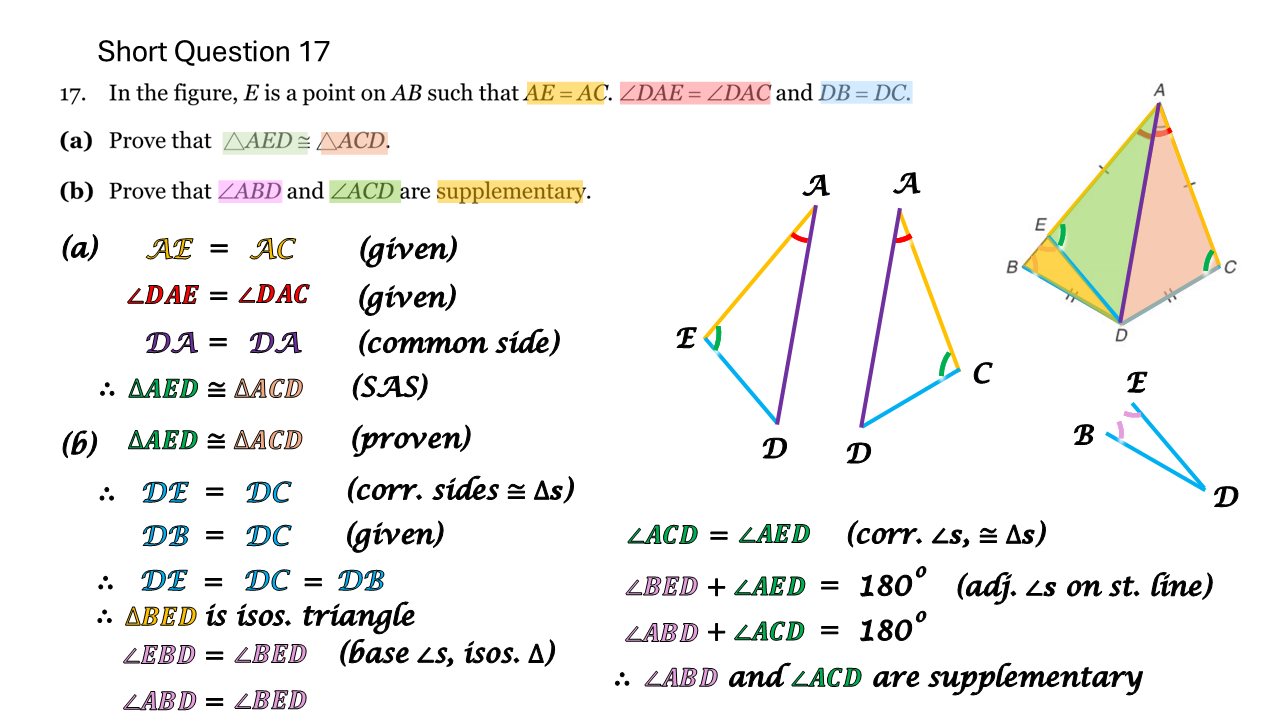 Short Question 17
17. In the figure, E is a point on AB such that AE = AC. ∠DAE = ∠DAC and DB = DC.
(a) Prove that △AED ≅ △ACD.
(b) Prove that ∠ABD and ∠ACD are supplementary.
(a) AE = AC (given)
∠DAE = ∠DAC (given)
DA = DA (common side)
∴ ΔAED ≅ ΔACD (SAS)
(b) ΔAED ≅ ΔACD (proven)
∴ DE = DC (corr. sides ≅ Δs)
DB = DC (given)
∴ DE = DC = DB
∴ ΔBED is isos. triangle
∠EBD = ∠BED (base ∠s, isos. Δ)
∠ABD = ∠BED
∠ACD = ∠AED (corr. ∠s, ≅ Δs)
∠BED + ∠AED = 180° (adj. ∠s on st. line)
∠ABD + ∠ACD = 180°
∴ ∠ABD and ∠ACD are supplementary
A
E
D
A
C
D
A
E
B
C
D
E
B
D